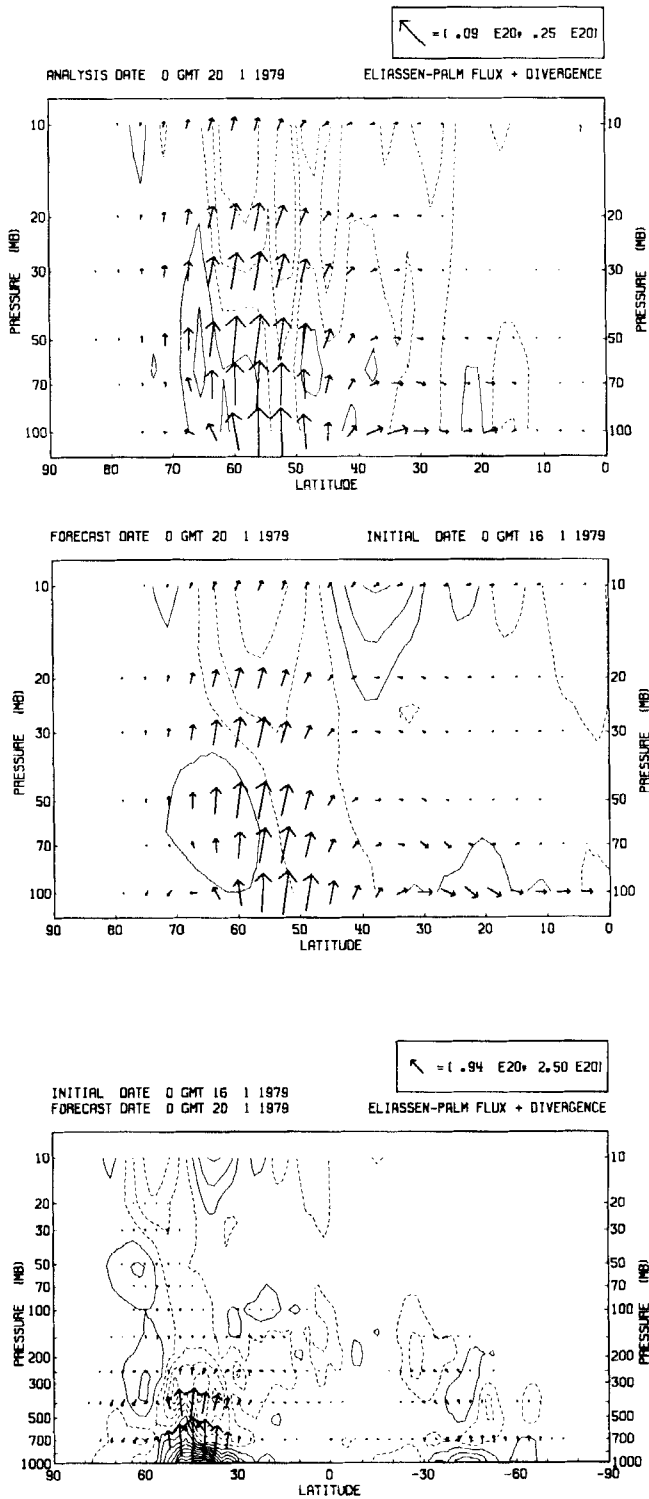 =( .09 E20, .25 E20)
ANALYSIS DATE 0 GMT 20 1 1979 ELIASSEN-PALM FLUX + DIVERGENCE
PRESSURE (MB)
10
20
30
50
70
100
10
20
30
50
70
100
PRESSURE (MB)
90 80 70 60 50 40 30 20 10 0
LATITUDE
FORECAST DATE 0 GMT 20 1 1979 INITIAL DATE 0 GMT 16 1 1979
PRESSURE (MB)
10
20
30
50
70
100
10
20
30
50
70
100
PRESSURE (MB)
90 80 70 60 50 40 30 20 10 0
LATITUDE
=( .94 E20, 2.50 E20)
INITIAL DATE 0 GMT 16 1 1979
FORECAST DATE 0 GMT 20 1 1979 ELIASSEN-PALM FLUX + DIVERGENCE
PRESSURE (MB)
10
20
30
50
70
100
200
300
500
700
1000
10
20
30
50
70
100
200
300
500
700
1000
PRESSURE (MB)
90 60 30 0 -30 -60 -90
LATITUDE